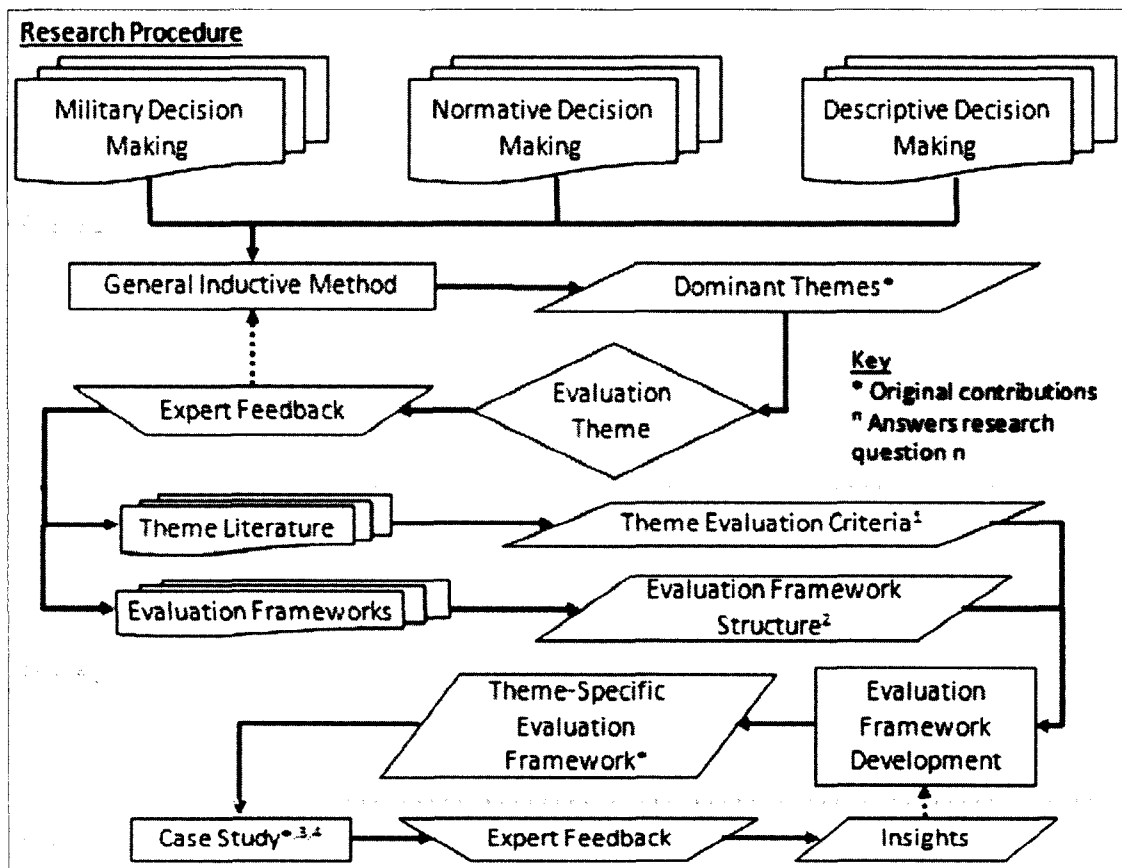 Research Procedure
Military Decision
Making
Normative Decision
Making
Descriptive Decision
Making
General Inductive Method
Dominant Themes*
Evaluation
Theme
Expert Feedback
Key
* Original contributions
ⁿ Answers research
question n
Theme Literature
Theme Evaluation Criteria¹
Evaluation Frameworks
Evaluation Framework
Structure²
Theme-Specific
Evaluation
Framework*
Evaluation
Framework
Development
Case Study*,3,4
Expert Feedback
Insights